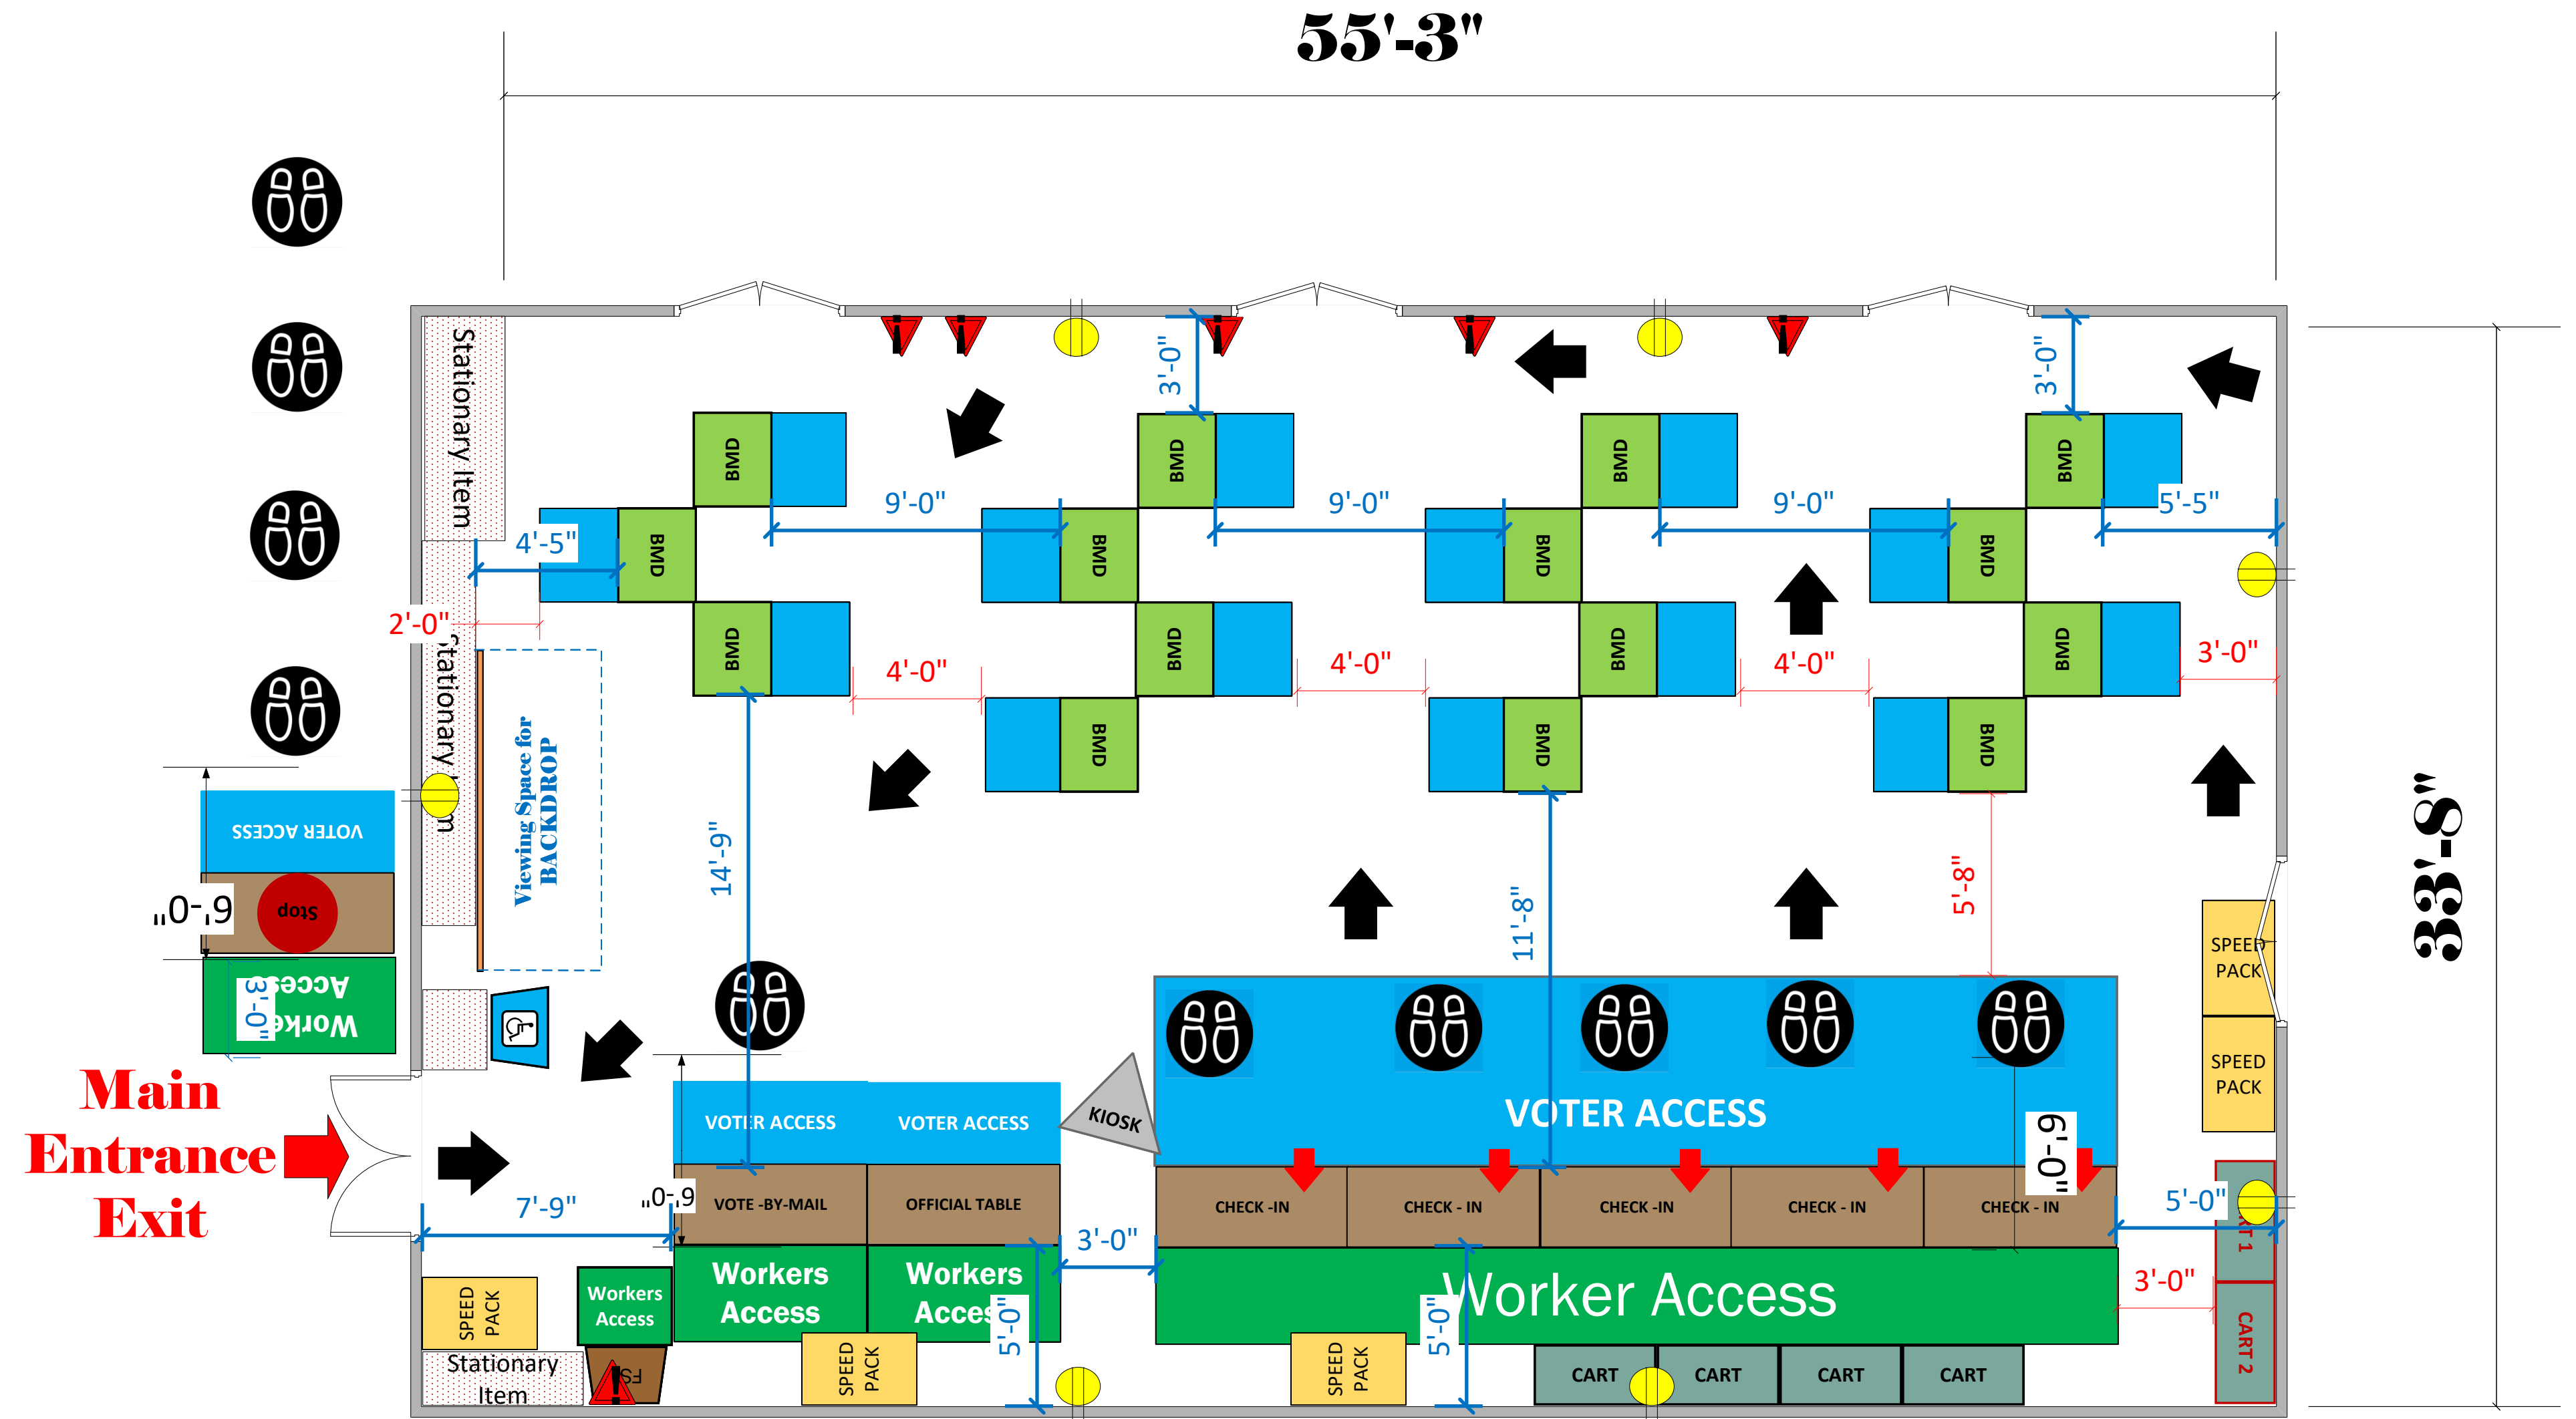 55'-3"
33'-8"
Stationary Item
3'-0"
3'-0"
BMD
BMD
BMD
BMD
9'-0"
9'-0"
9'-0"
5'-5"
4'-5"
BMD
BMD
BMD
BMD
2'-0"
Stationary Item
BMD
BMD
BMD
BMD
4'-0"
4'-0"
4'-0"
3'-0"
BMD
BMD
BMD
Viewing Space for
BACKDROP
VOTER ACCESS
Stop
6'-0"
Worker
Access
3'-0"
14'-9"
11'-8"
5'-8"
SPEED
PACK
SPEED
PACK
Main
Entrance
Exit
VOTER ACCESS
VOTER ACCESS
KIOSK
VOTER ACCESS
6'-0"
6'-0"
VOTE -BY-MAIL
OFFICIAL TABLE
CHECK -IN
CHECK - IN
CHECK -IN
CHECK - IN
CHECK - IN
7'-9"
3'-0"
5'-0"
3'-0"
Workers
Access
Workers
Access
Workers
Access
Worker Access
5'-0"
5'-0"
SPEED
PACK
SPEED
PACK
SPEED
PACK
Stationary
Item
FS
CART
CART
CART
CART
CART 2